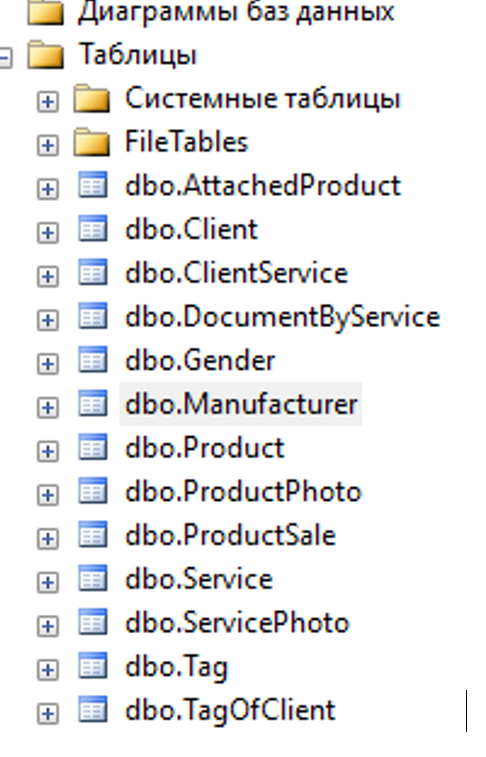 Диаграммы баз данных
Таблицы
Системные таблицы
FileTables
dbo.AttachedProduct
dbo.Client
dbo.ClientService
dbo.DocumentByService
dbo.Gender
dbo.Manufacturer
dbo.Product
dbo.ProductPhoto
dbo.ProductSale
dbo.Service
dbo.ServicePhoto
dbo.Tag
dbo.TagOfClient